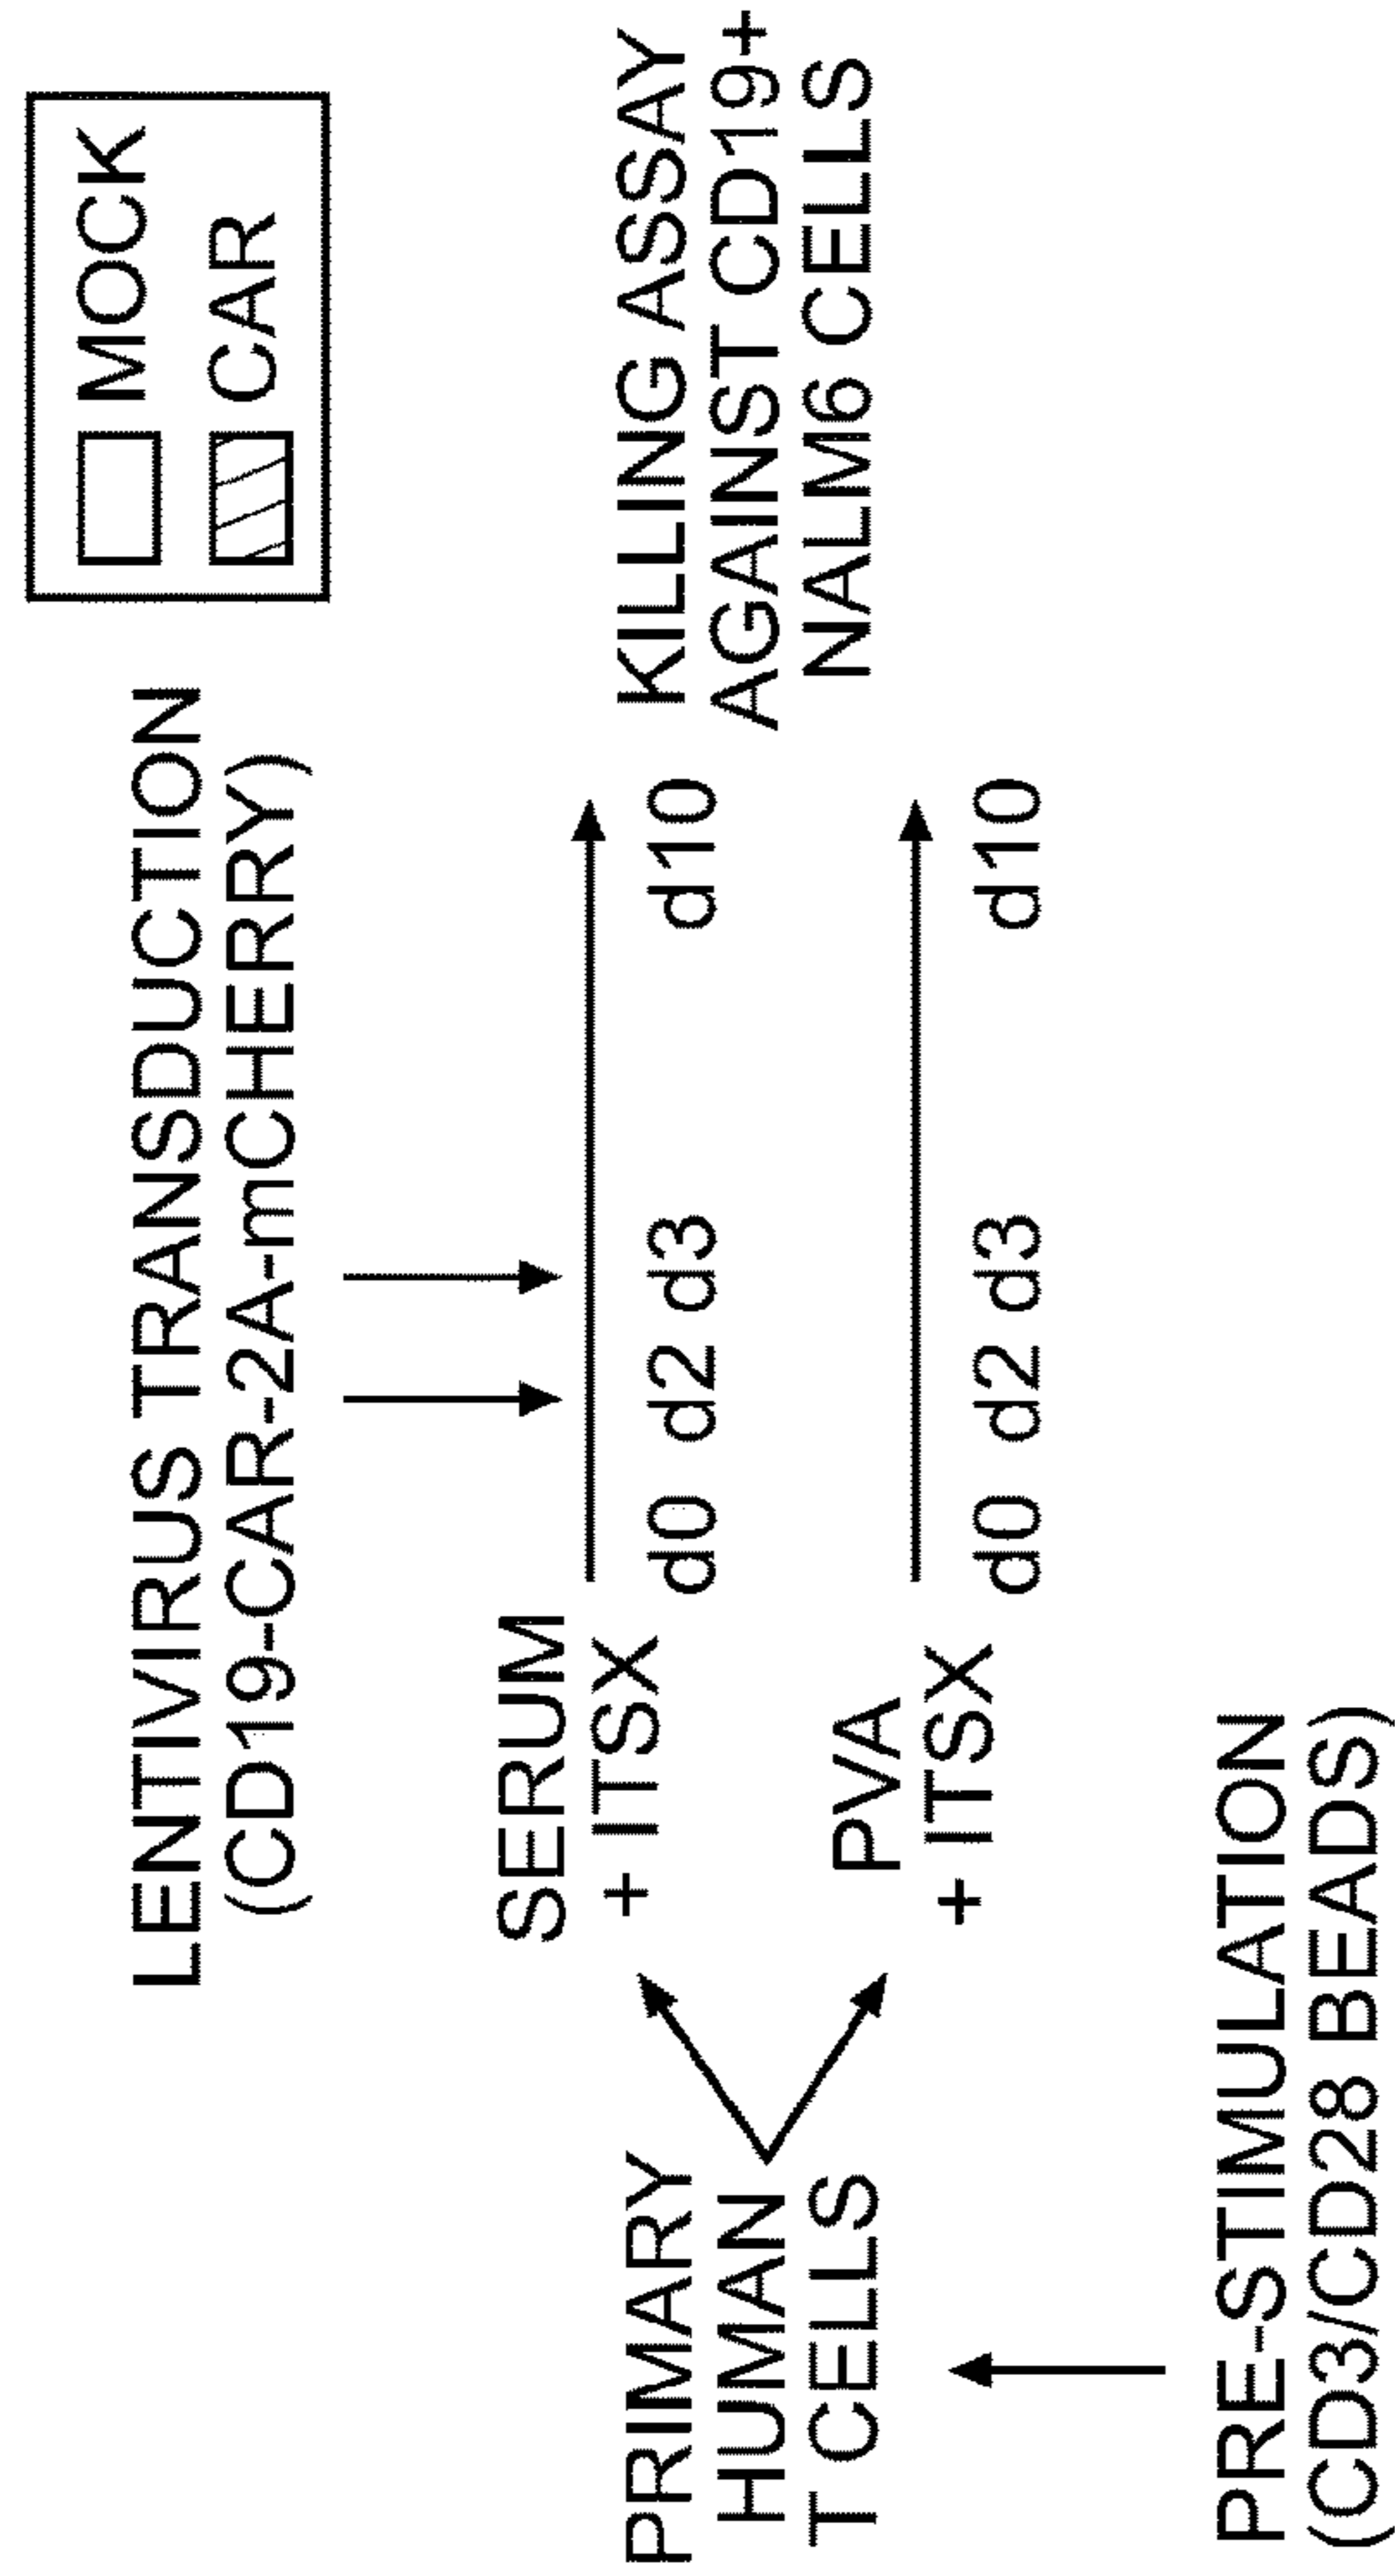 LENTIVIRUS TRANSDUCTION
(CD19-CAR-2A-mCHERRY)
MOCK
CAR
PRIMARY
HUMAN
T CELLS
SERUM
+ ITSX
d0 d2 d3 d10
PVA
+ ITSX
d0 d2 d3 d10
KILLING ASSAY
AGAINST CD19+
NALM6 CELLS
PRE-STIMULATION
(CD3/CD28 BEADS)